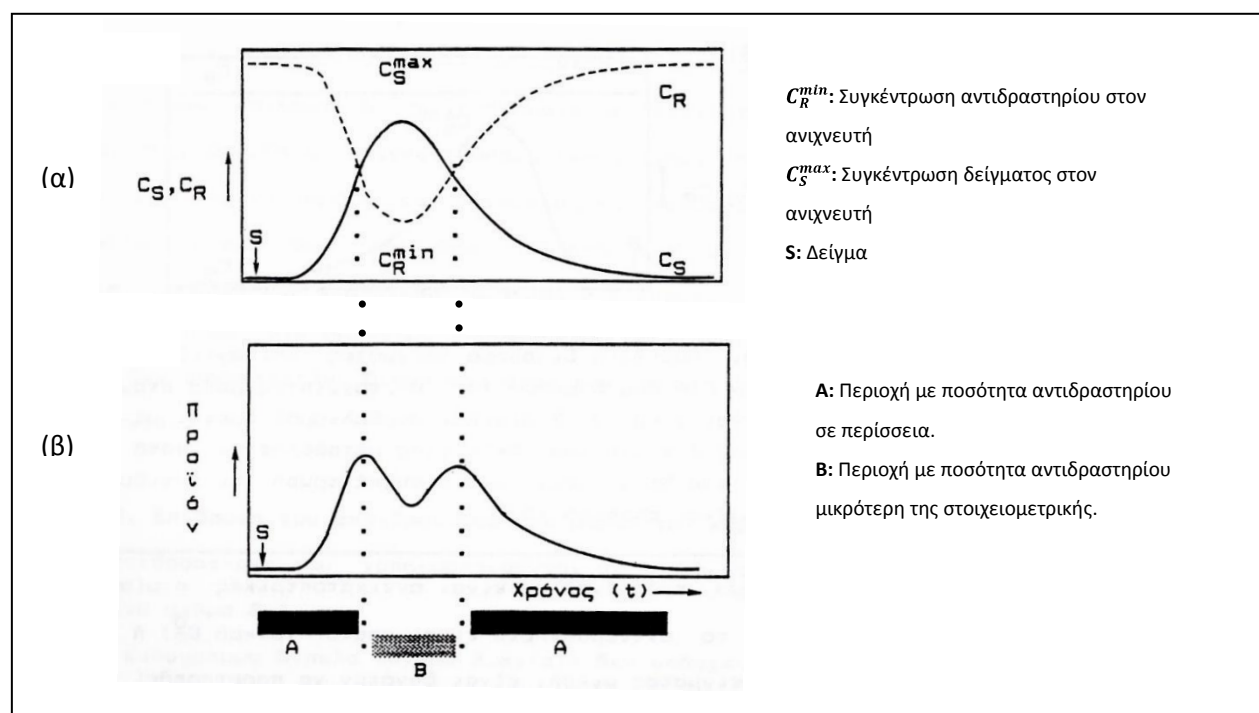 (α)
C_S^max
C_R
C_S, C_R
S
C_R^min
C_S
C_R^min: Συγκέντρωση αντιδραστηρίου στον
ανιχνευτή
C_S^max: Συγκέντρωση δείγματος στον
ανιχνευτή
S: Δείγμα
(β)
Προϊόν
S
Χρόνος (t)
A
B
A
A: Περιοχή με ποσότητα αντιδραστηρίου
σε περίσσεια.
B: Περιοχή με ποσότητα αντιδραστηρίου
μικρότερη της στοιχειομετρικής.